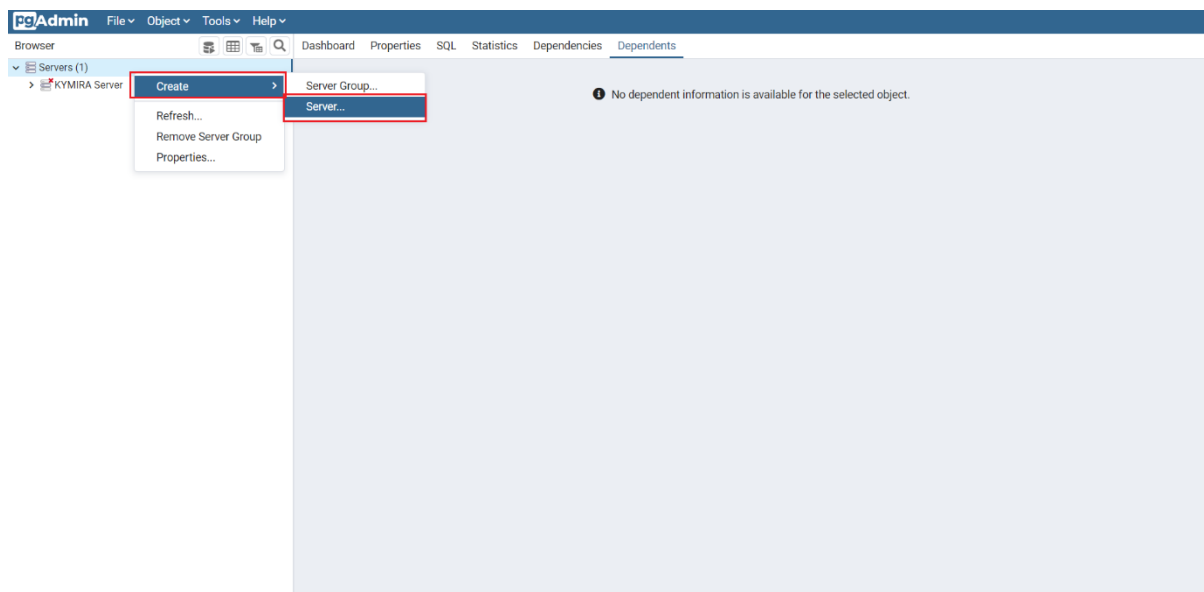 pgAdmin File Object Tools Help
Browser Dashboard Properties SQL Statistics Dependencies Dependents
Servers (1)
KYMIRA Server Create Server Group...
No dependent information is available for the selected object.
Server...
Refresh...
Remove Server Group
Properties...